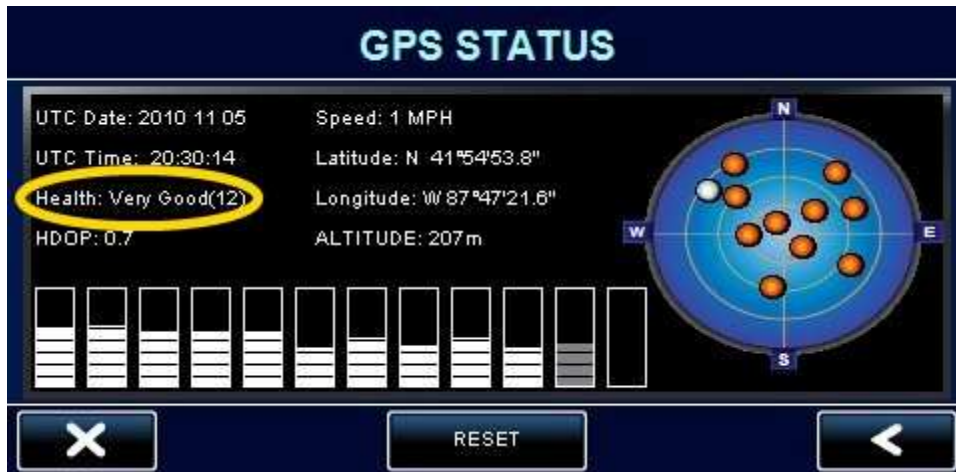 GPS STATUS
UTC Date: 2010 11 05
UTC Time: 20:30:14
Health: Very Good(12)
HDOP: 0.7
Speed: 1 MPH
Latitude: N 41°54'53.8"
Longitude: W 87°47'21.6"
ALTITUDE: 207m
N
W
E
S
RESET